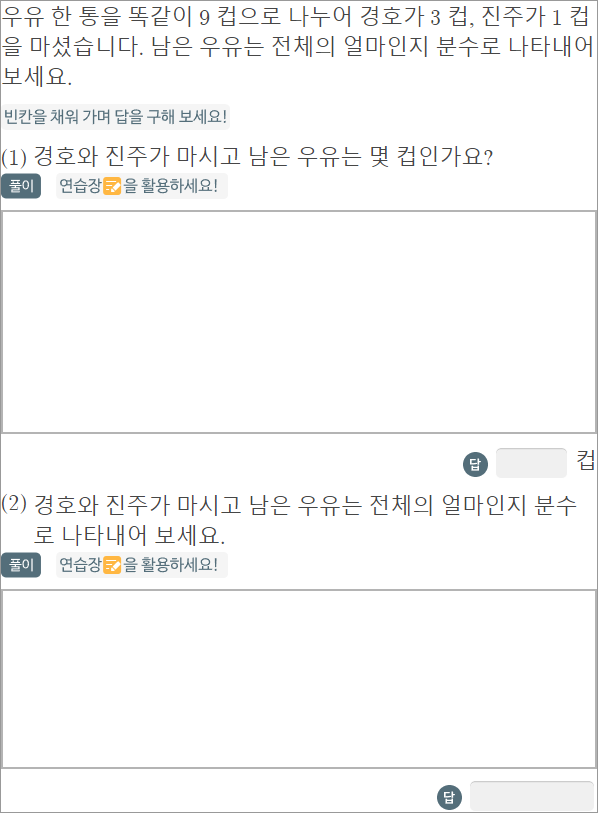 우유 한 통을 똑같이 9 컵으로 나누어 경호가 3 컵, 진주가 1 컵
을 마셨습니다. 남은 우유는 전체의 얼마인지 분수로 나타내어
보세요.
빈칸을 채워 가며 답을 구해 보세요!
(1) 경호와 진주가 마시고 남은 우유는 몇 컵인가요?
풀이 연습장을 활용하세요!
답 컵
(2) 경호와 진주가 마시고 남은 우유는 전체의 얼마인지 분수
로 나타내어 보세요.
풀이 연습장을 활용하세요!
답